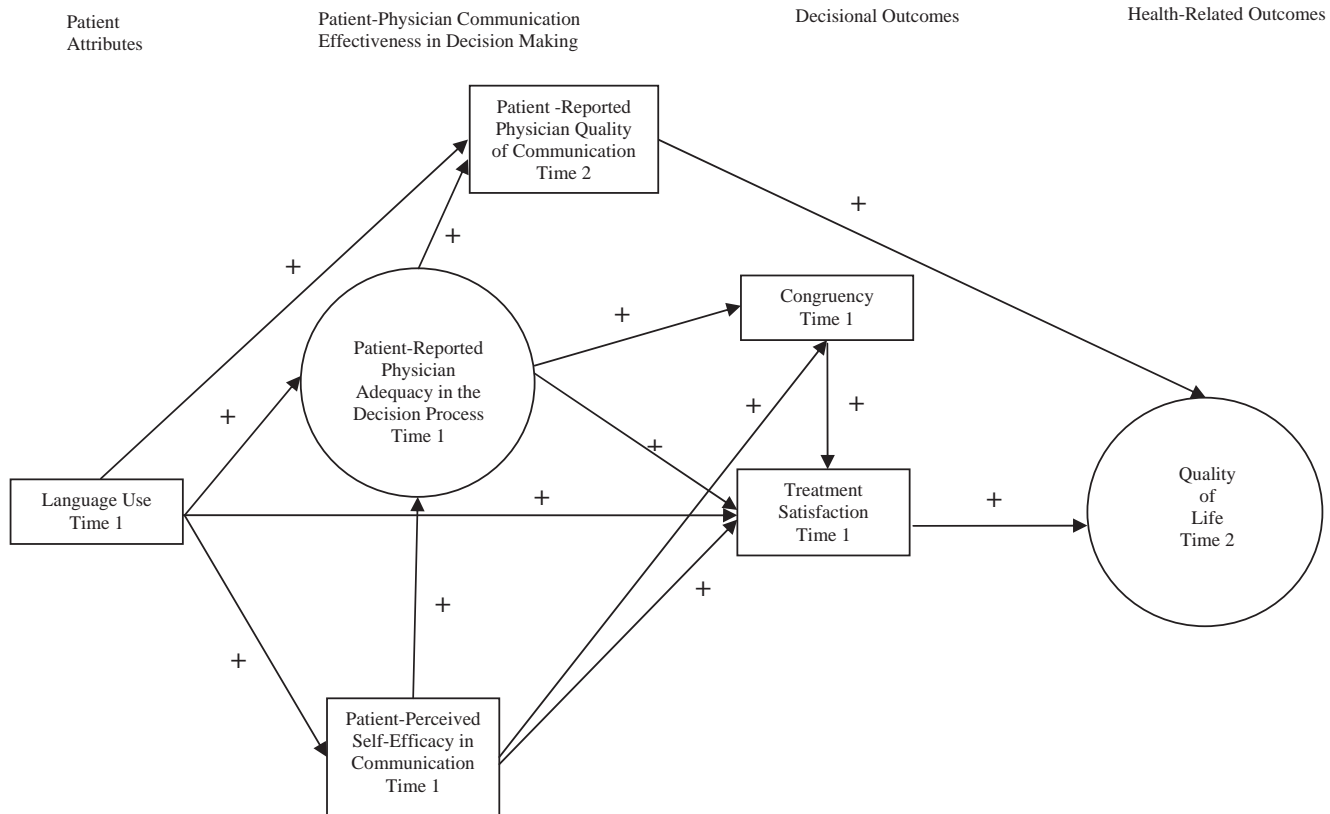 Patient
Attributes
Patient-Physician Communication
Effectiveness in Decision Making
Decisional Outcomes
Health-Related Outcomes
Patient -Reported
Physician Quality
of Communication
Time 2
+
+
+
+
Congruency
Time 1
Patient-Reported
Physician
Adequacy in the
Decision Process
Time 1
+
+
+
+
Language Use
Time 1
+
Treatment
Satisfaction
Time 1
+
Quality
of
Life
Time 2
+
+
+
Patient-Perceived
Self-Efficacy in
Communication
Time 1